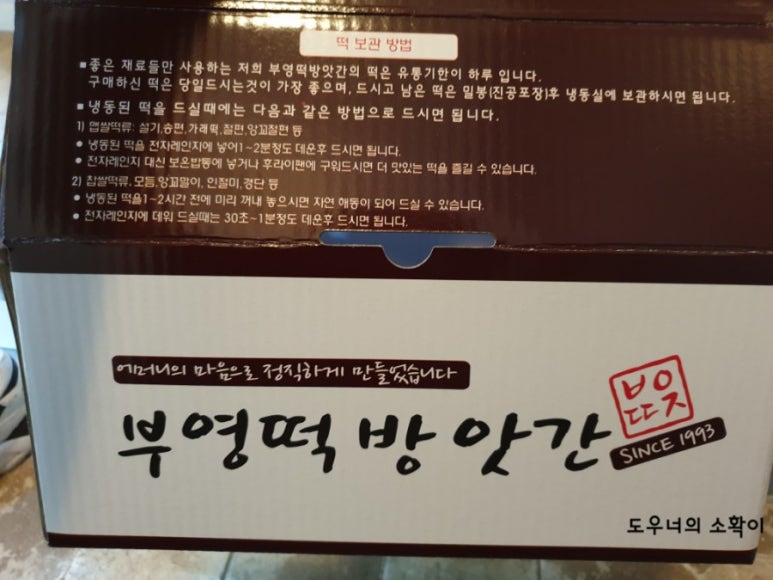 떡 보관 방법
■ 좋은 재료들만 사용하는 저희 부영떡방앗간의 떡은 유통기한이 하루 입니다.
구매하신 떡은 당일드시는것이 가장 좋으며, 드시고 남은 떡은 밀봉(진공포장)후 냉동실에 보관하시면 됩니다.
■ 냉동된 떡을 드실때에는 다음과 같은 방법으로 드시면 됩니다.
1) 맵쌀떡류: 설기,송편,가래떡,절편,앙꼬절편 등
● 냉동된 떡을 전자레인지에 넣어1~2분정도 데운후 드시면 됩니다.
● 전자레인지 대신 보온밥통에 넣거나 후라이팬에 구워드시면 더 맛있는 떡을 즐길 수 있습니다.
2) 찹쌀떡류, 모듬,앙꼬말이, 인절미,경단 등
● 냉동된 떡을1~2시간 전에 미리 꺼내 놓으시면 자연 해동이 되어 드실 수 있습니다.
● 전자레인지에 데워 드실때는 30초~1분정도 데운후 드시면 됩니다.
어머니의 마음으로 정직하게 만들었습니다
부영떡방앗간
SINCE 1993
도우너의 소확이